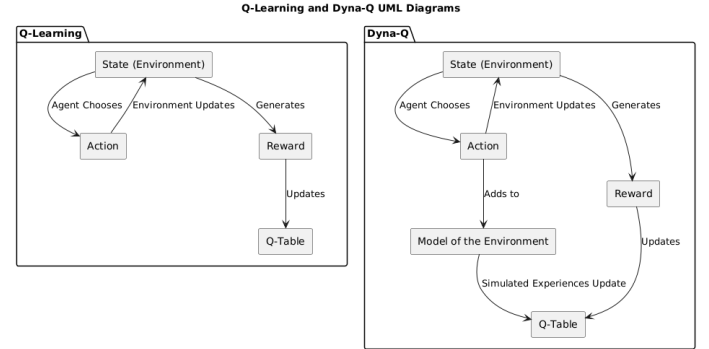 Q-Learning and Dyna-Q UML Diagrams
Q-Learning
State (Environment)
Agent Chooses
Environment Updates
Generates
Action
Reward
Updates
Q-Table
Dyna-Q
State (Environment)
Agent Chooses
Environment Updates
Generates
Action
Adds to
Reward
Model of the Environment
Updates
Simulated Experiences Update
Q-Table